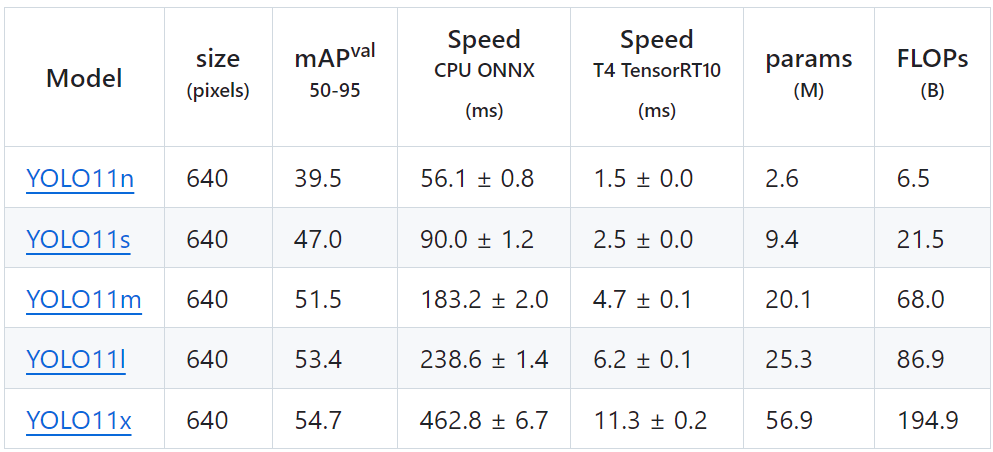 Model size (pixels) mAPval 50-95 Speed CPU ONNX (ms) Speed T4 TensorRT10 (ms) params (M) FLOPs (B)
YOLO11n 640 39.5 56.1 ± 0.8 1.5 ± 0.0 2.6 6.5
YOLO11s 640 47.0 90.0 ± 1.2 2.5 ± 0.0 9.4 21.5
YOLO11m 640 51.5 183.2 ± 2.0 4.7 ± 0.1 20.1 68.0
YOLO11l 640 53.4 238.6 ± 1.4 6.2 ± 0.1 25.3 86.9
YOLO11x 640 54.7 462.8 ± 6.7 11.3 ± 0.2 56.9 194.9